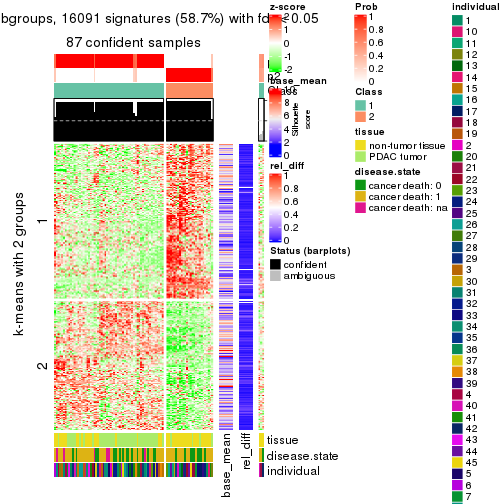 bgroups, 16091 signatures (58.7%) with fdr < 0.05
87 confident samples
p2
Class
Silhouette
score
k-means with 2 groups
1
2
tissue
disease.state
individual
base_mean
rel_diff
z-score
2
1
0
-1
-2
base_mean
9
8
7
6
rel_diff
1
0.8
0.6
0.4
0.2
0
Status (barplots)
confident
ambiguous
Prob
1
0.8
0.6
0.4
0.2
0
Class
1
2
tissue
non-tumor tissue
PDAC tumor
disease.state
cancer death: 0
cancer death: 1
cancer death: na
individual
1
10
11
12
13
14
15
16
17
18
19
2
20
21
22
23
24
25
26
27
28
29
3
30
31
32
33
34
35
36
37
38
39
4
40
41
42
43
44
45
5
6
7